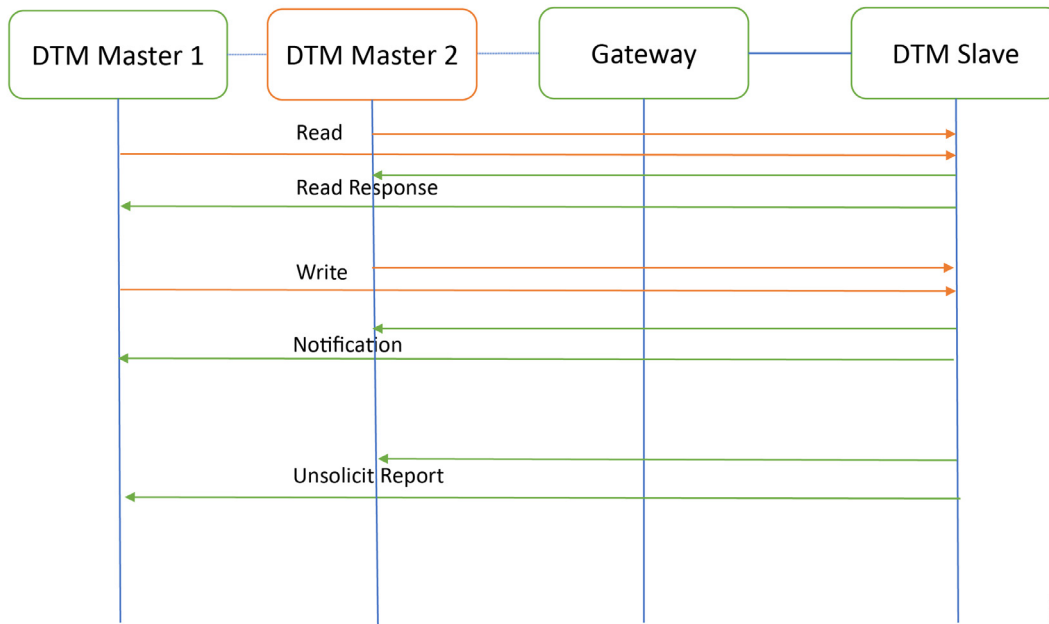 DTM Master 1
DTM Master 2
Gateway
DTM Slave
Read
Read Response
Write
Notification
Unsolicit Report